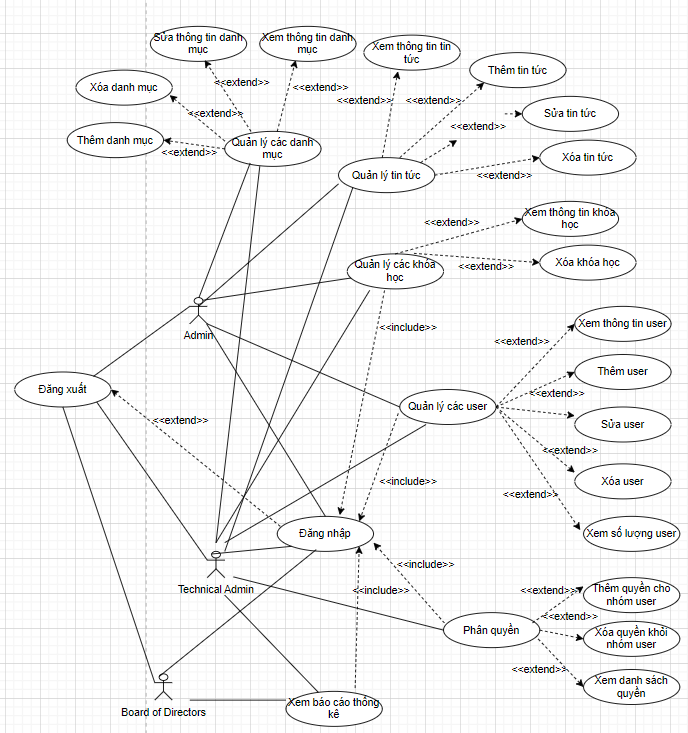 Sửa thông tin danh
mục
Xem thông tin danh
mục
Xem thông tin tin
tức
Thêm tin tức
Xóa danh mục
<<extend>>
<<extend>>
<<extend>>
<<extend>>
Sửa tin tức
<<extend>>
<<extend>>
Thêm danh mục
<<extend>>
Quản lý các danh
mục
Xóa tin tức
Quản lý tin tức
<<extend>>
Xem thông tin khóa
học
<<extend>>
Quản lý các khóa
học
<<extend>>
Xóa khóa học
Admin
<<include>>
Xem thông tin user
<<extend>>
Đăng xuất
Thêm user
<<extend>>
Quản lý các user
<<extend>>
Sửa user
<<extend>>
<<include>>
Xóa user
<<extend>>
Đăng nhập
Xem số lượng user
<<include>>
Technical Admin
<<include>>
<<extend>>
Thêm quyền cho
nhóm user
<<extend>>
Phân quyền
Xóa quyền khỏi
nhóm user
<<extend>>
Xem danh sách
quyền
Board of Directors
Xem báo cáo thống
kê